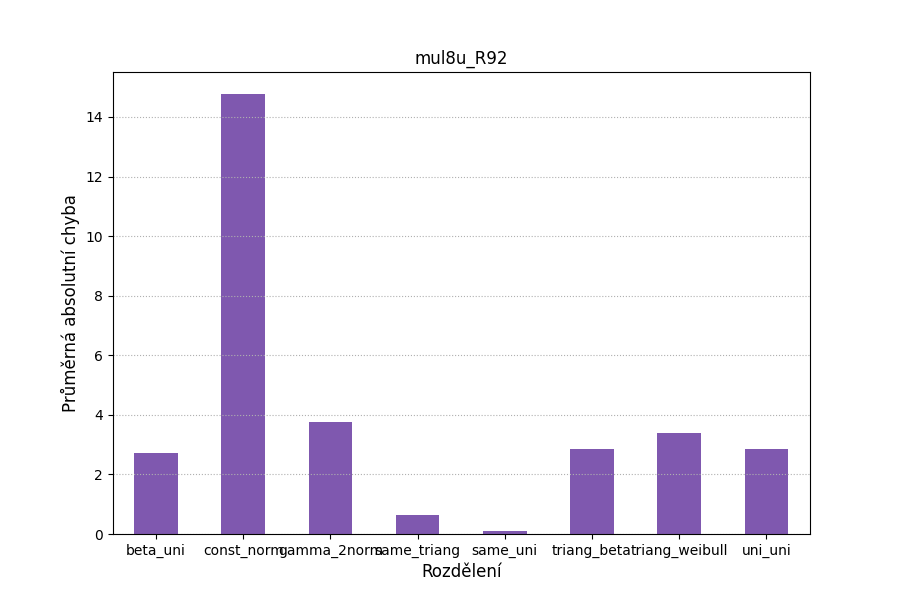 mul8u_R92
Průměrná absolutní chyba
14
12
10
8
6
4
2
0
beta_uni const_norm gamma_2norm same_triang same_uni triang_beta triang_weibull uni_uni
Rozdělení